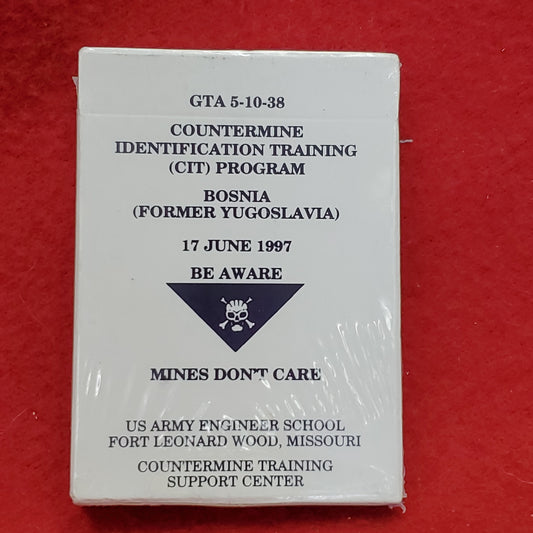 GTA 5-10-38
COUNTERMINE
IDENTIFICATION TRAINING
(CIT) PROGRAM
BOSNIA
(FORMER YUGOSLAVIA)
17 JUNE 1997
BE AWARE
MINES DON'T CARE
US ARMY ENGINEER SCHOOL
FORT LEONARD WOOD, MISSOURI
COUNTERMINE TRAINING
SUPPORT CENTER